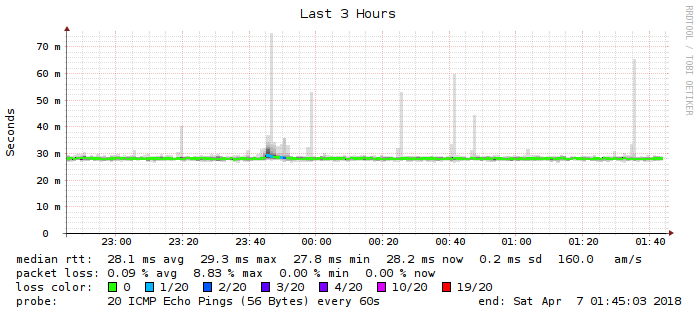 Last 3 Hours
RRDTOOL / TOBI OETIKER
Seconds
70 m
60 m
50 m
40 m
30 m
20 m
10 m
0
23:00 23:20 23:40 00:00 00:20 00:40 01:00 01:20 01:40
median rtt: 28.1 ms avg 29.3 ms max 27.8 ms min 28.2 ms now 0.2 ms sd 160.0 am/s
packet loss: 0.09 % avg 8.83 % max 0.00 % min 0.00 % now
loss color: 0 1/20 2/20 3/20 4/20 10/20 19/20
probe: 20 ICMP Echo Pings (56 Bytes) every 60s end: Sat Apr 7 01:45:03 2018